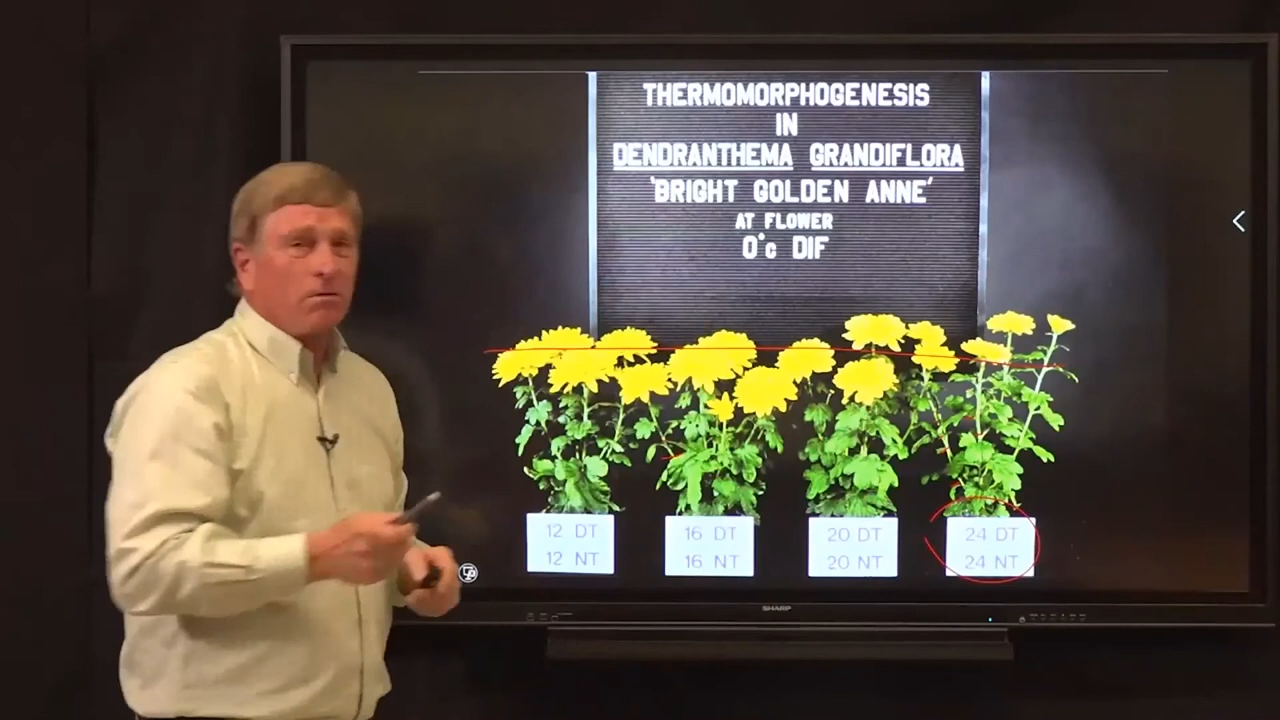 THERMOMORPHOGENESIS
IN
DENDRANTHEMA GRANDIFLORA
'BRIGHT GOLDEN ANNE'
AT FLOWER
0°C DIF
12 DT
12 NT
16 DT
16 NT
20 DT
20 NT
24 DT
24 NT
SHARP